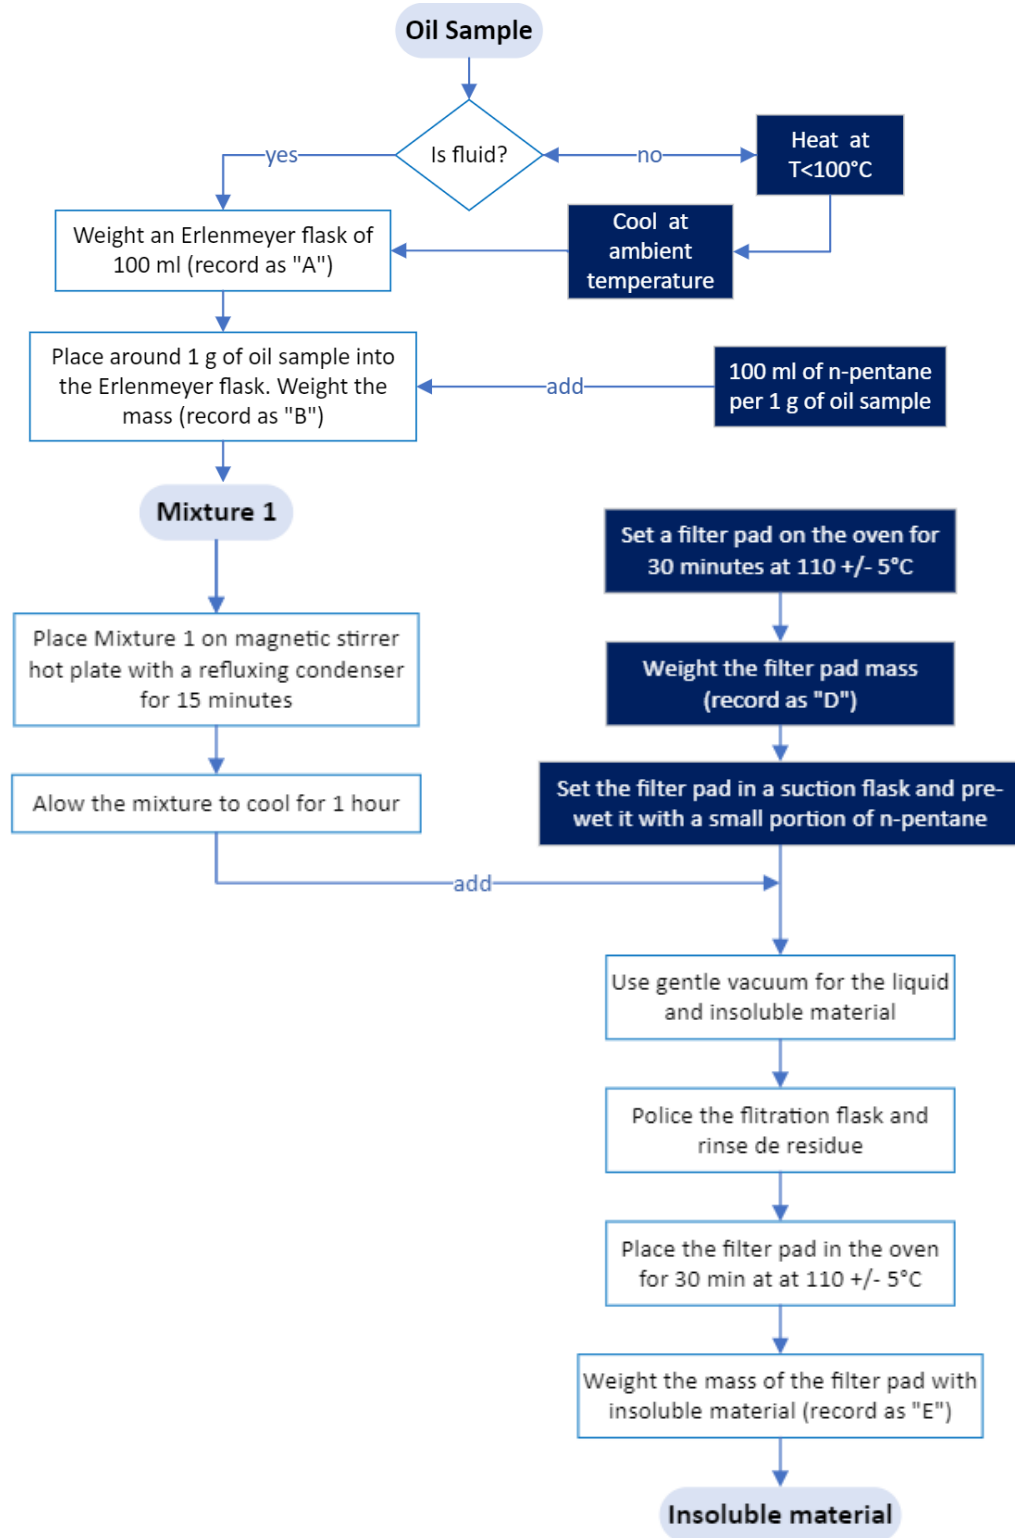 Oil Sample
Is fluid?
yes
no
Heat at
T<100°C
Weight an Erlenmeyer flask of
100 ml (record as "A")
Cool at
ambient
temperature
Place around 1 g of oil sample into
the Erlenmeyer flask. Weight the
mass (record as "B")
add
100 ml of n-pentane
per 1 g of oil sample
Mixture 1
Place Mixture 1 on magnetic stirrer
hot plate with a refluxing condenser
for 15 minutes
Alow the mixture to cool for 1 hour
Set a filter pad on the oven for
30 minutes at 110 +/- 5°C
Weight the filter pad mass
(record as "D")
Set the filter pad in a suction flask and pre-
wet it with a small portion of n-pentane
add
Use gentle vacuum for the liquid
and insoluble material
Police the flitration flask and
rinse de residue
Place the filter pad in the oven
for 30 min at at 110 +/- 5°C
Weight the mass of the filter pad with
insoluble material (record as "E")
Insoluble material